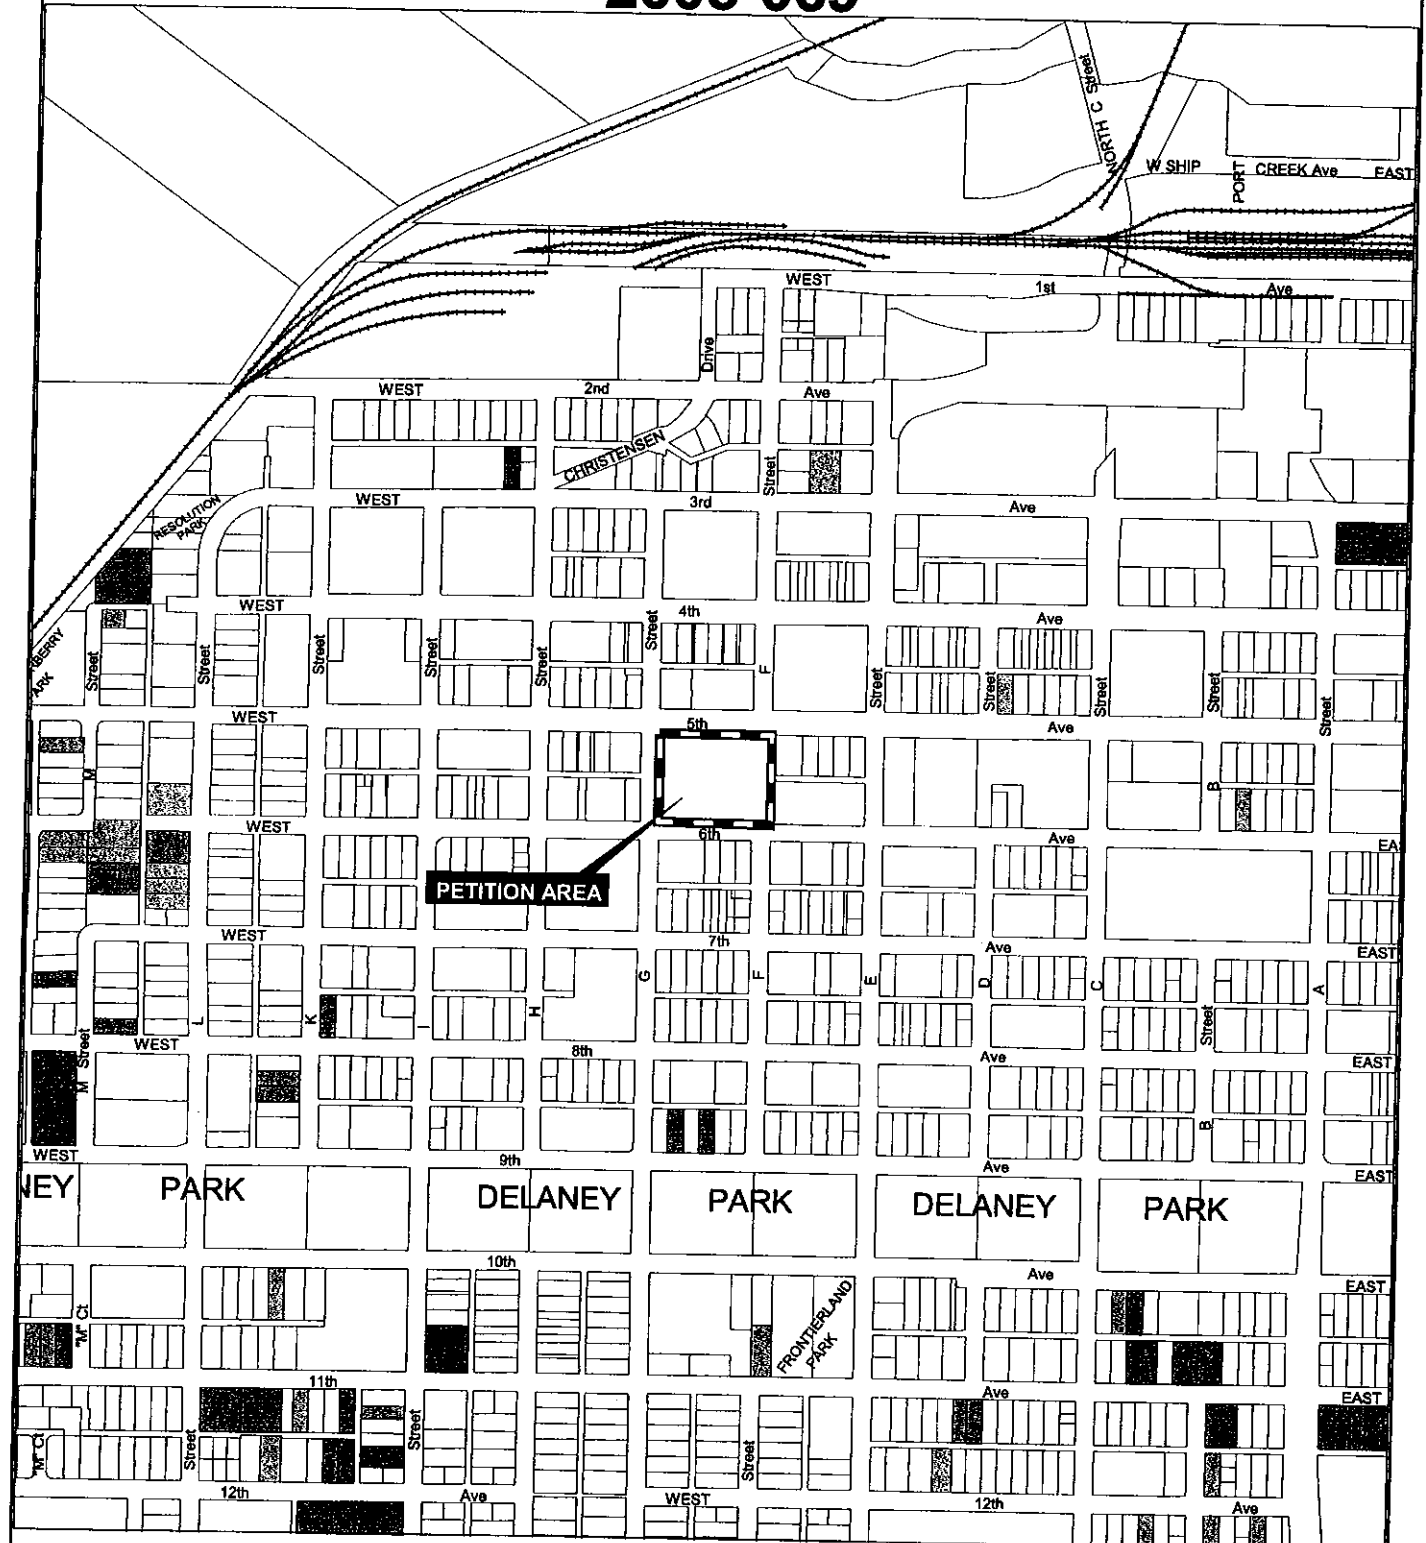 NORTH C Street
W SHIP
CREEK Ave
EAST
PORT
WEST
1st
Ave
Drive
WEST
2nd
Ave
CHRISTENSEN
Street
RESOLUTION
PARK
WEST
3rd
Ave
WEST
4th
Ave
Street
Street
Street
Street
Street
Street
F
Street
Street
Street
Street
Street
WEST
5th
Ave
M
B
WEST
6th
Ave
PETITION AREA
WEST
7th
Ave
EAST
L
K
I
H
G
F
E
D
C
Street
A
M Street
WEST
8th
Ave
EAST
B
WEST
9th
Ave
EAST
PARK
DELANEY
PARK
DELANEY
PARK
10th
Ave
EAST
"M" Ct
FRONTIERLAND
PARK
11th
Ave
EAST
"M" Ct
Street
Street
Street
12th
Ave
WEST
12th
Ave